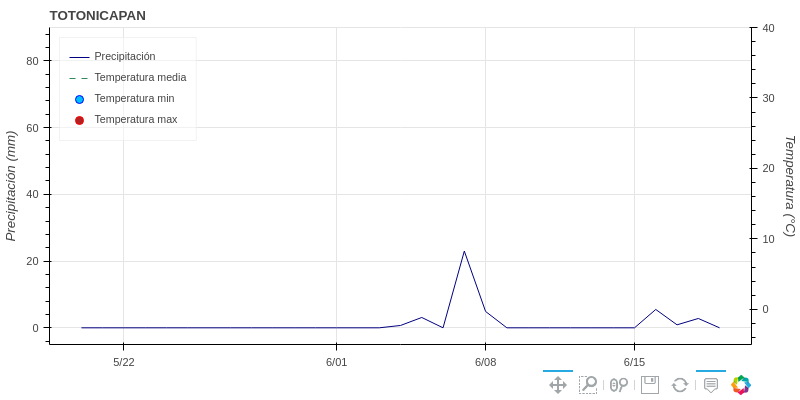 TOTONICAPAN
Precipitación
Temperatura media
Temperatura min
Temperatura max
Precipitación (mm)
80
60
40
20
0
Temperatura (°C)
40
30
20
10
0
5/22
6/01
6/08
6/15